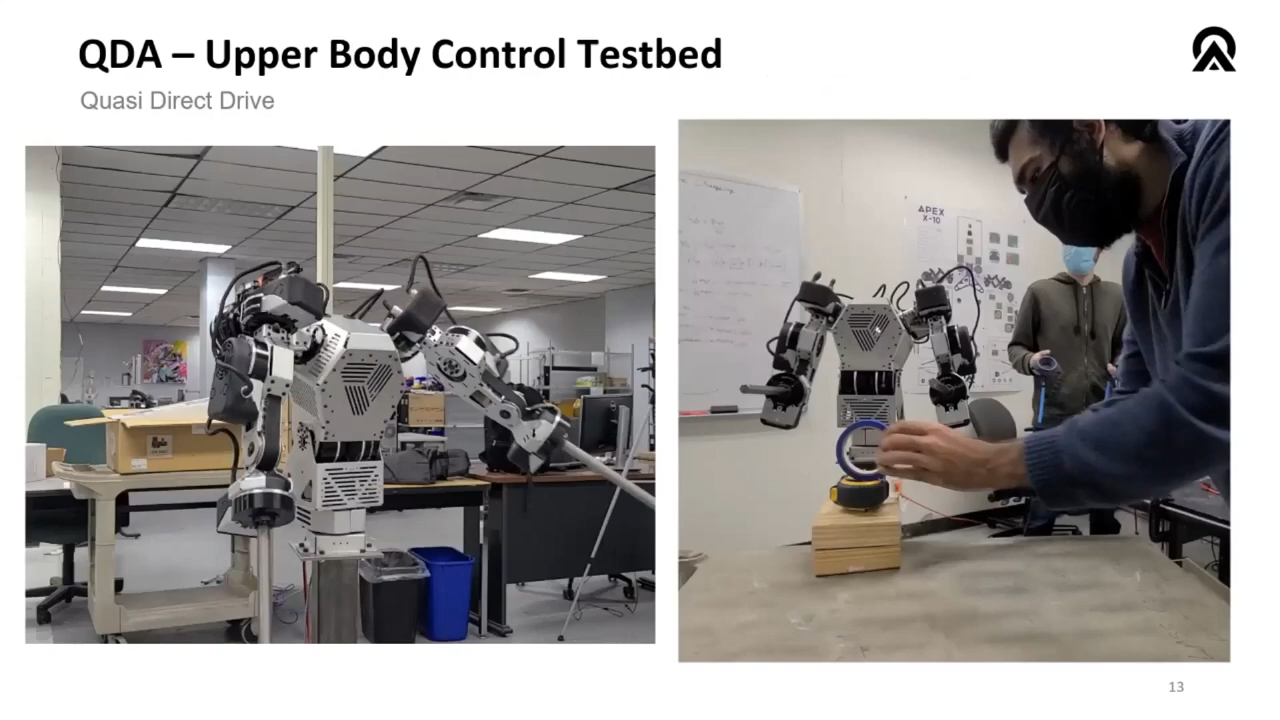 QDA – Upper Body Control Testbed
Quasi Direct Drive
APEX
X-10
13